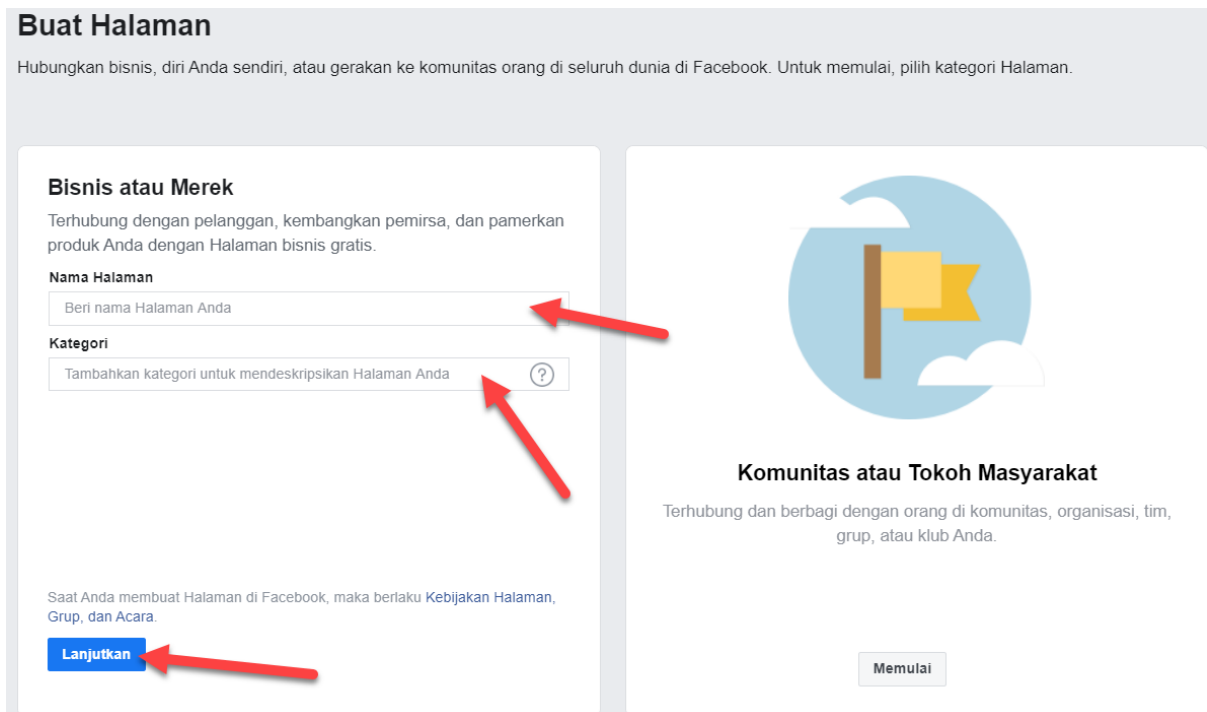 Buat Halaman
Hubungkan bisnis, diri Anda sendiri, atau gerakan ke komunitas orang di seluruh dunia di Facebook. Untuk memulai, pilih kategori Halaman.
Bisnis atau Merek
Terhubung dengan pelanggan, kembangkan pemirsa, dan pamerkan
produk Anda dengan Halaman bisnis gratis.
Nama Halaman
Beri nama Halaman Anda
Kategori
Tambahkan kategori untuk mendeskripsikan Halaman Anda
?
Saat Anda membuat Halaman di Facebook, maka berlaku Kebijakan Halaman,
Grup, dan Acara.
Lanjutkan
Komunitas atau Tokoh Masyarakat
Terhubung dan berbagi dengan orang di komunitas, organisasi, tim,
grup, atau klub Anda.
Memulai